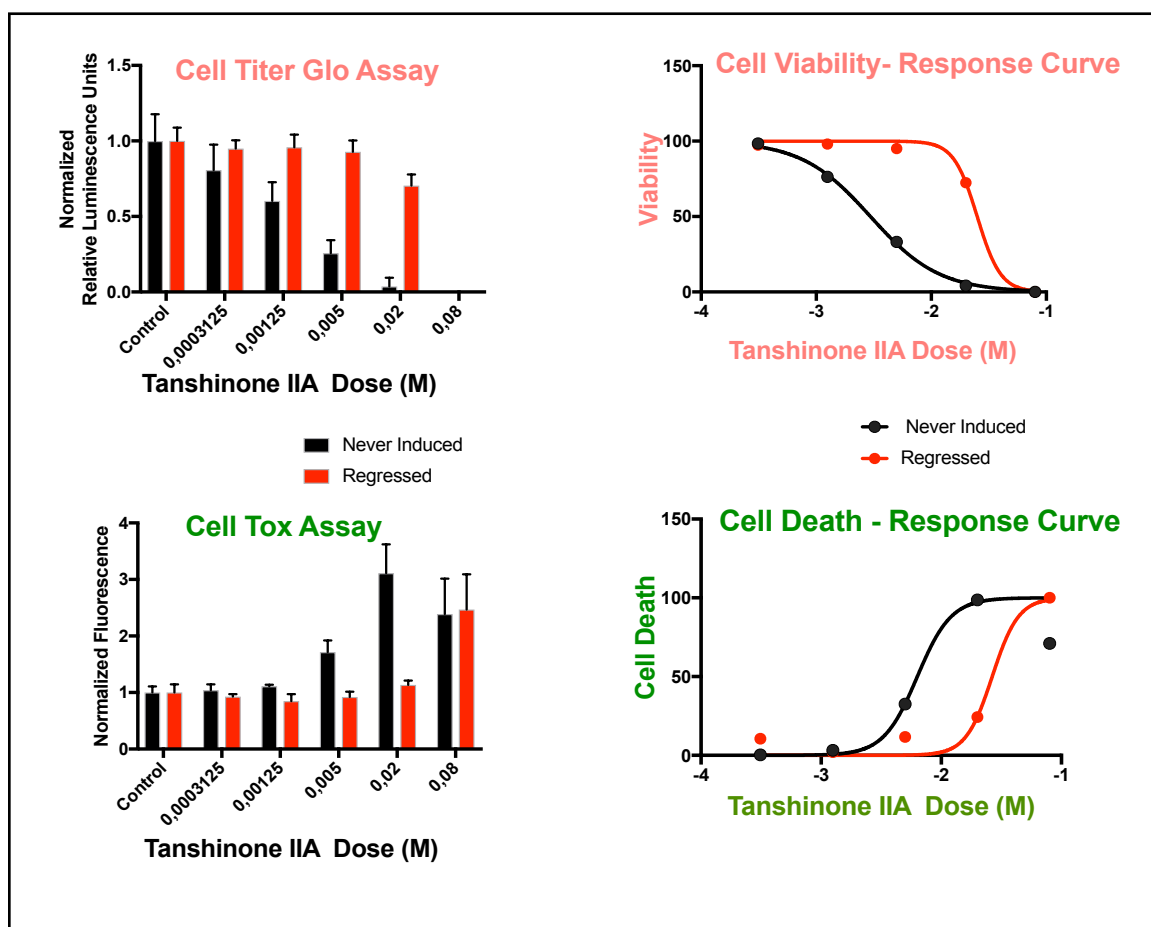 Cell Titer Glo Assay
Normalized
Relative Luminescence Units
1.5
1.0
0.5
0.0
Control
0,0003125
0,00125
0,005
0,02
0,08
Tanshinone IIA Dose (M)
Cell Viability- Response Curve
Viability
150
100
50
0
-4
-3
-2
-1
Tanshinone IIA Dose (M)
Never Induced
Regressed
Never Induced
Regressed
Cell Tox Assay
Normalized Fluorescence
4
3
2
1
0
Control
0,0003125
0,00125
0,005
0,02
0,08
Tanshinone IIA Dose (M)
Cell Death - Response Curve
Cell Death
150
100
50
0
-4
-3
-2
-1
Tanshinone IIA Dose (M)